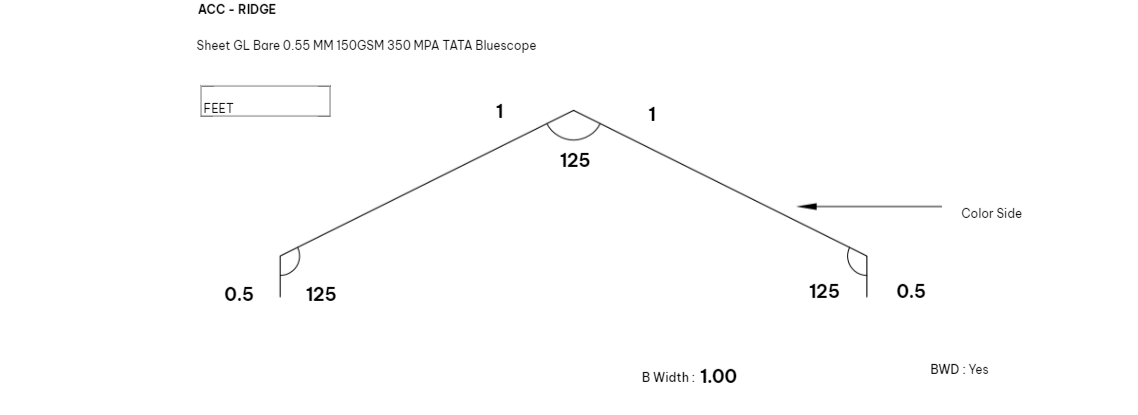 ACC - RIDGE
Sheet GL Bare 0.55 MM 150GSM 350 MPA TATA Bluescope
FEET
1
1
125
Color Side
0.5
125
125
0.5
B Width : 1.00
BWD : Yes